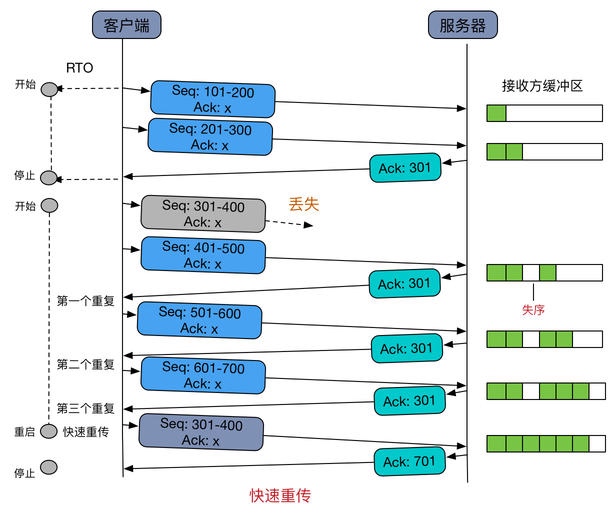 客户端
服务器
RTO
开始
接收方缓冲区
Seq: 101-200
Ack: x
Seq: 201-300
Ack: x
Ack: 301
停止
开始
Seq: 301-400
Ack: x
丢失
Seq: 401-500
Ack: x
Ack: 301
第一个重复
失序
Seq: 501-600
Ack: x
Ack: 301
第二个重复
Seq: 601-700
Ack: x
Ack: 301
第三个重复
重启
快速重传
Seq: 301-400
Ack: x
Ack: 701
停止
快速重传